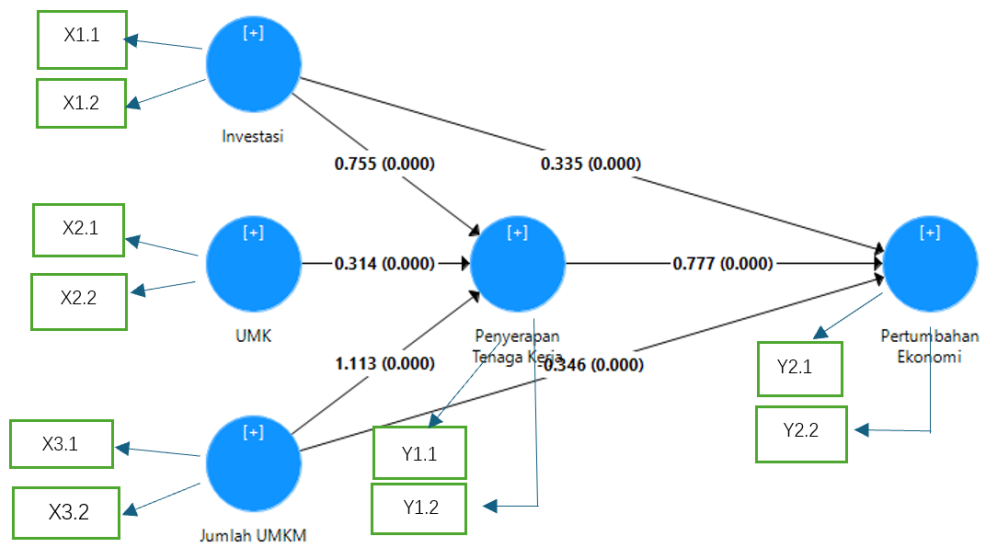 X1.1
[+]
X1.2
Investasi
0.755 (0.000)
0.335 (0.000)
X2.1
[+]
[+]
[+]
X2.2
0.314 (0.000)
0.777 (0.000)
UMK
Penyerapan
Tenaga Kerja
Pertumbahan
Ekonomi
1.113 (0.000)
-0.346 (0.000)
Y2.1
Y2.2
X3.1
[+]
Y1.1
X3.2
Y1.2
Jumlah UMKM